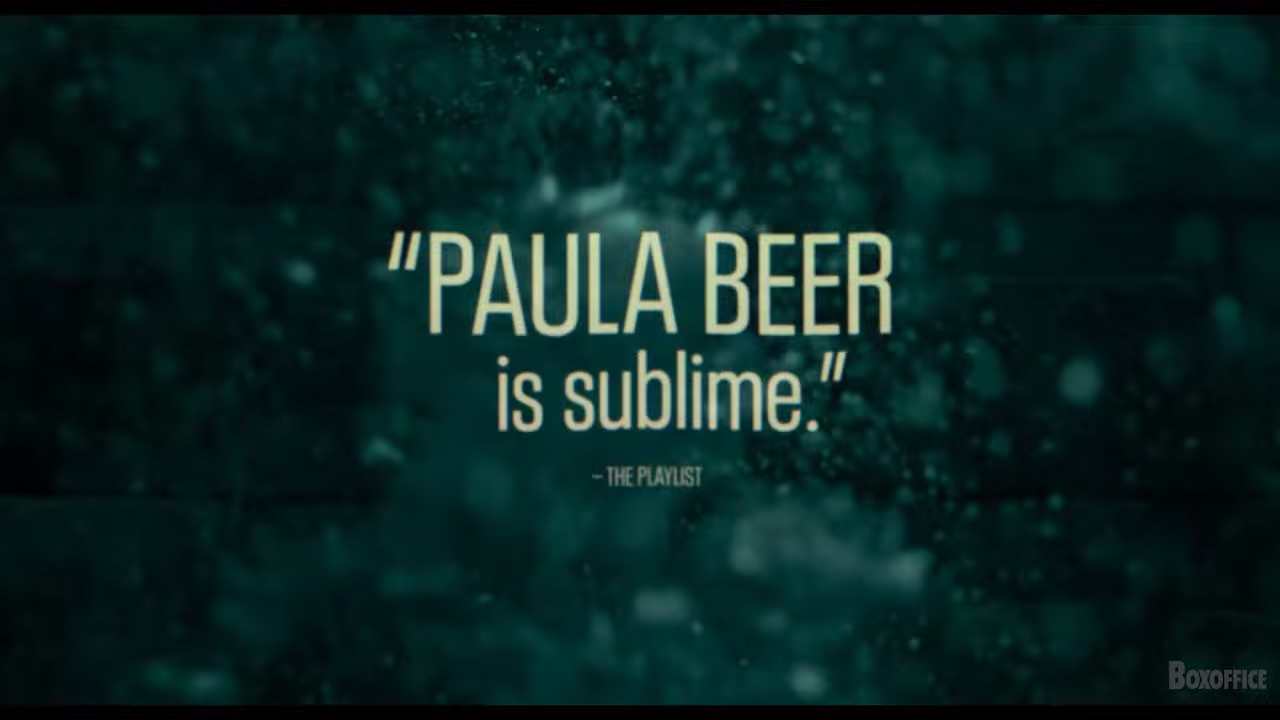 “PAULA BEER
is sublime.”
– THE PLAYLIST
BOXOFFICE